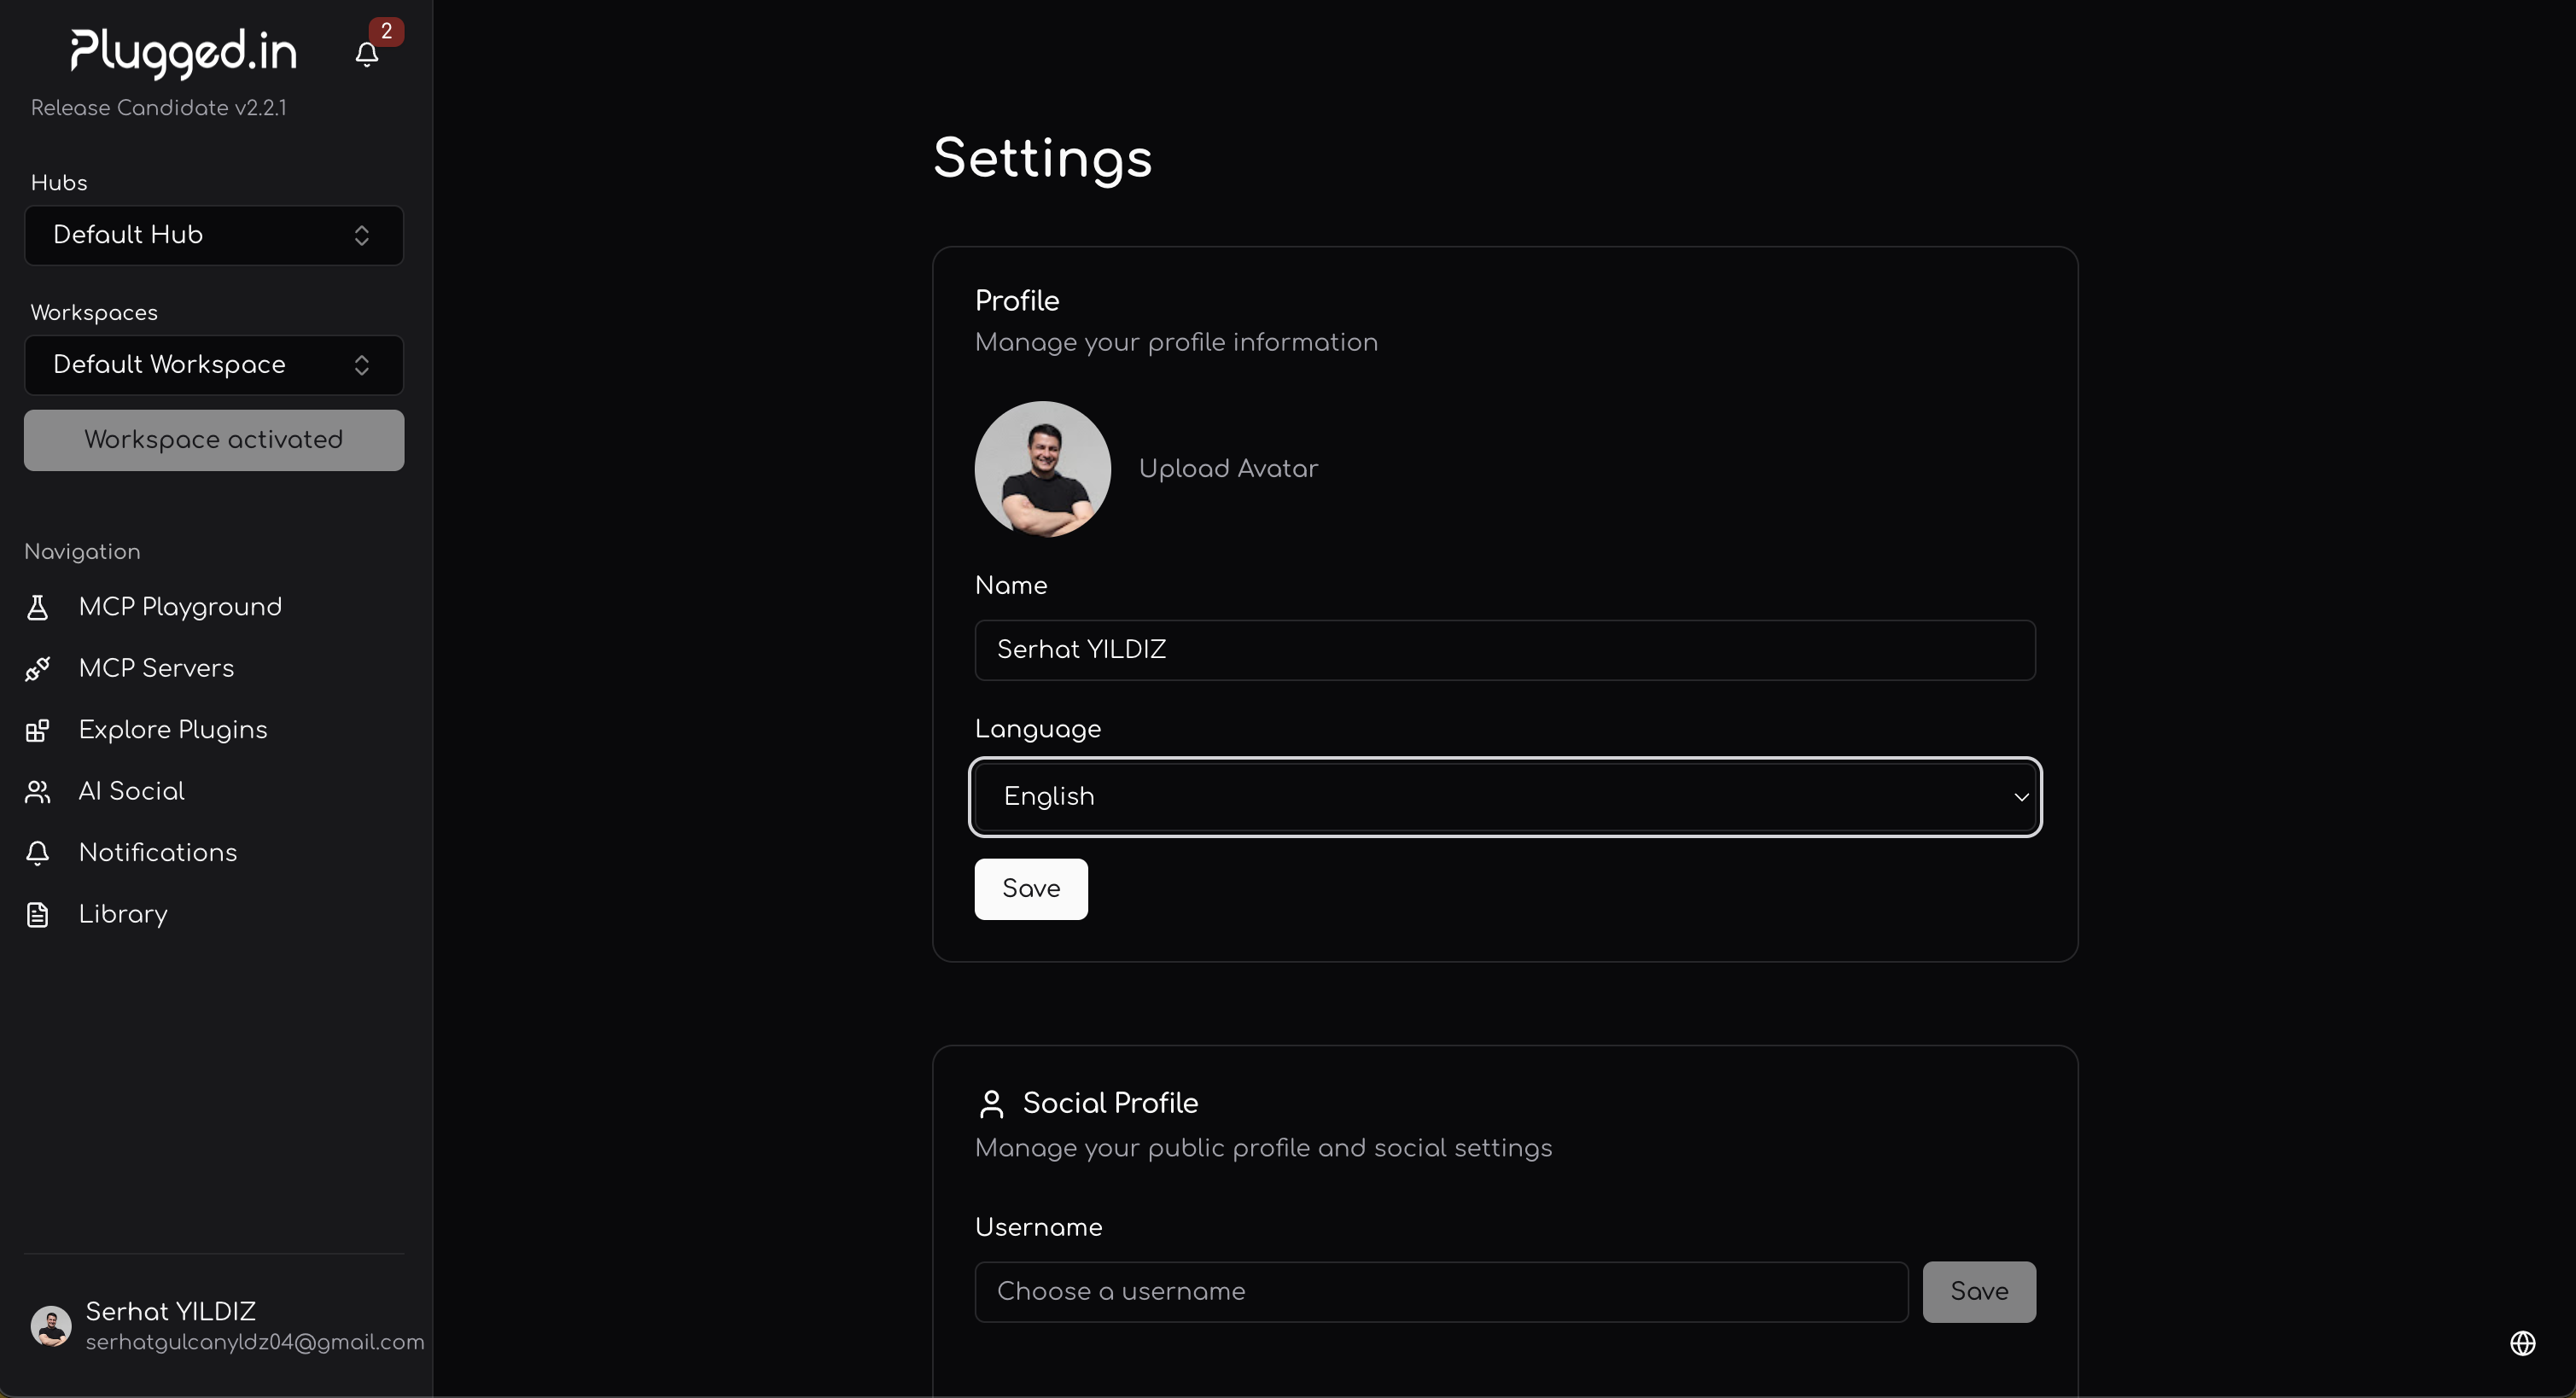 Plugged.in
2
Release Candidate v2.2.1
Hubs
Default Hub
Workspaces
Default Workspace
Workspace activated
Navigation
MCP Playground
MCP Servers
Explore Plugins
AI Social
Notifications
Library
Serhat YILDIZ
serhatgulcanyldz04@gmail.com
Settings
Profile
Manage your profile information
Upload Avatar
Name
Serhat YILDIZ
Language
English
Save
Social Profile
Manage your public profile and social settings
Username
Choose a username
Save